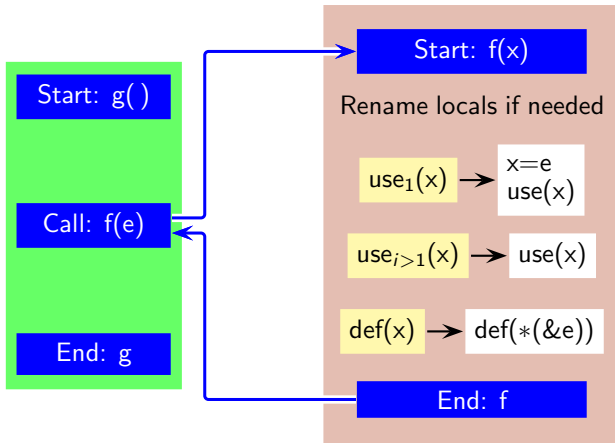 Start: g( )
Call: f(e)
End: g
Start: f(x)
Rename locals if needed
use₁(x)
x=e
use(x)
useᵢ>₁(x)
use(x)
def(x)
def(∗(&e))
End: f